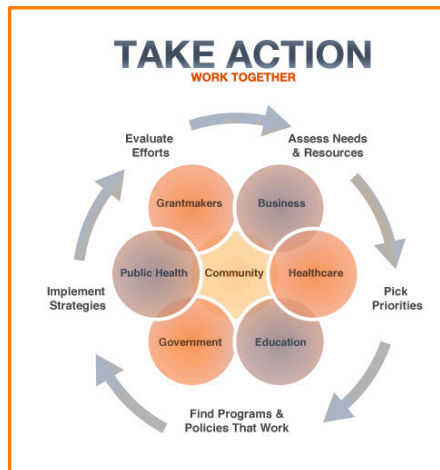 TAKE ACTION
WORK TOGETHER
Evaluate
Efforts
Assess Needs
& Resources
Grantmakers
Business
Public Health
Community
Healthcare
Implement
Strategies
Pick
Priorities
Government
Education
Find Programs &
Policies That Work